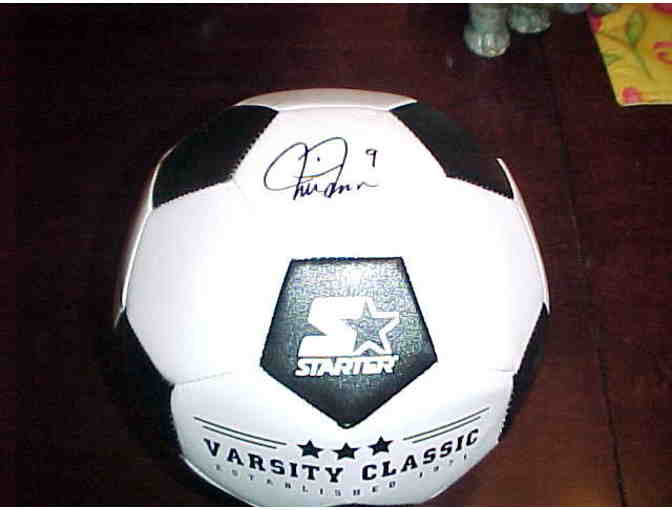 9
STARTER
VARSITY CLASSIC
ESTABLISHED 1971